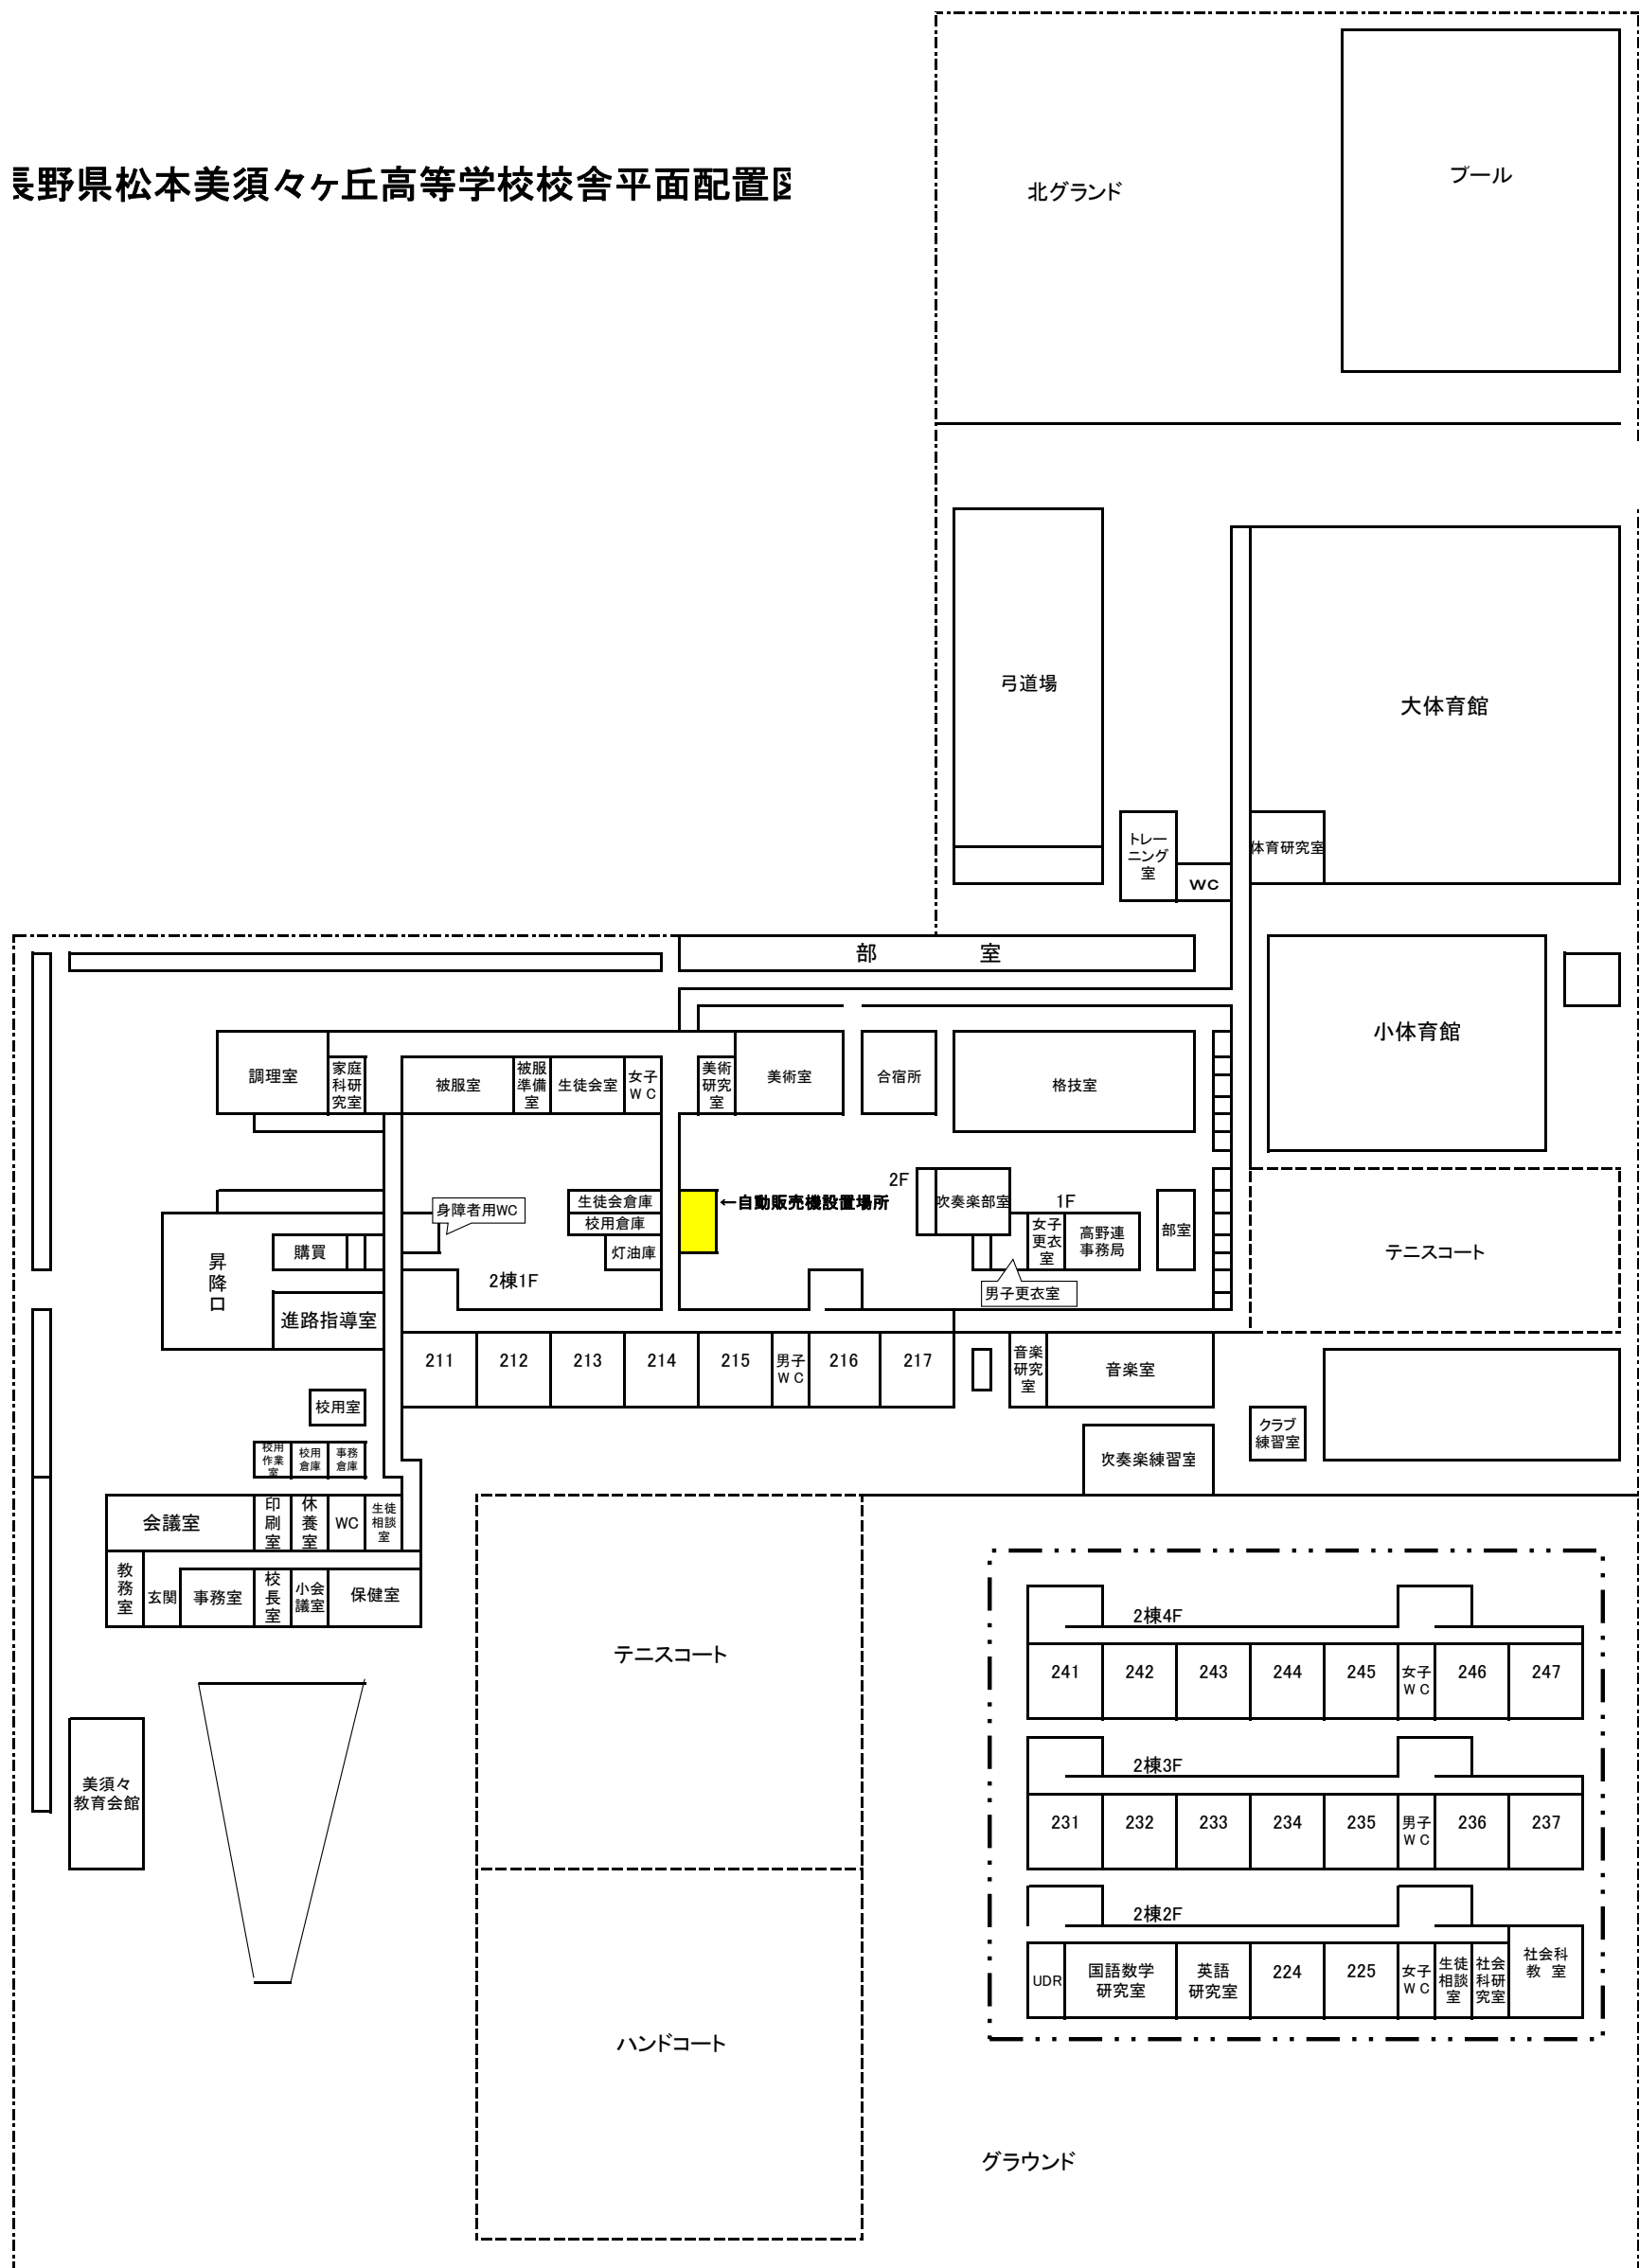 長野県松本美須々ヶ丘高等学校校舎平面配置図
北グランド
プール
弓道場
大体育館
トレー
ニング
室
WC
体育研究室
部　　　　室
小体育館
調理室
家庭
科研
究室
被服室
被服
準備
室
生徒会室
女子
WC
美術
研究
室
美術室
合宿所
格技室
2F
吹奏楽部室
1F
女子
更衣
室
高野連
事務局
部室
男子更衣室
←自動販売機設置場所
生徒会倉庫
校用倉庫
灯油庫
身障者用WC
2棟1F
昇
降
口
購買
進路指導室
テニスコート
211
212
213
214
215
男子
WC
216
217
音楽
研究
室
音楽室
校用室
校用
作業
室
校用
倉庫
事務
倉庫
吹奏楽練習室
クラブ
練習室
会議室
印
刷
室
休
養
室
WC
生徒
相談
室
教
務
室
玄関
事務室
校
長
室
小会
議室
保健室
テニスコート
2棟4F
241
242
243
244
245
女子
WC
246
247
美須々
教育会館
2棟3F
231
232
233
234
235
男子
WC
236
237
2棟2F
UDR
国語数学
研究室
英語
研究室
224
225
女子
WC
生徒
相談
室
社会
科研
究室
社会科
教　室
ハンドコート
グラウンド